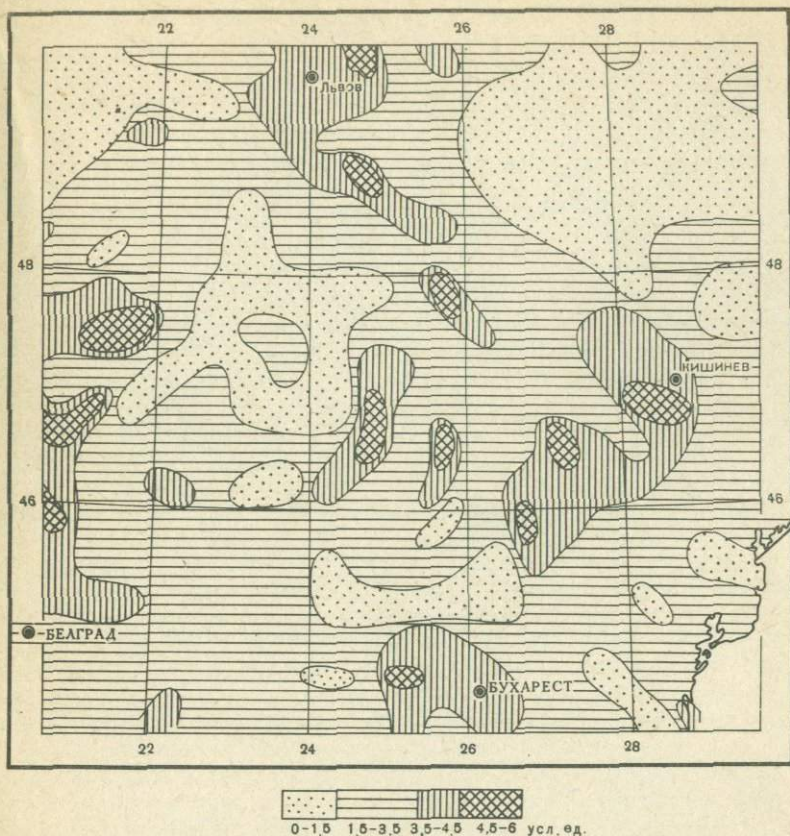 22 24 26 28
Львов
48 48
КИШИНЕВ
46 46
БЕЛГРАД
БУХАРЕСТ
22 24 26 28
0-1,5 1,5-3,5 3,5-4,5 4,5-6 усл. ед.